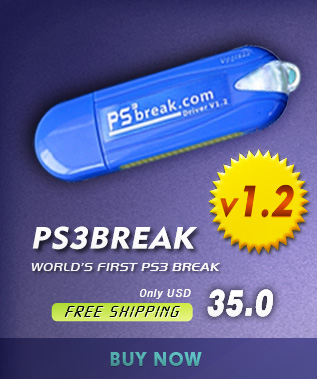 Upgrade
PS3break.com
Driver V1.2
v1.2
PS3BREAK
WORLD'S FIRST PS3 BREAK
Only USD
FREE SHIPPING 35.0
BUY NOW